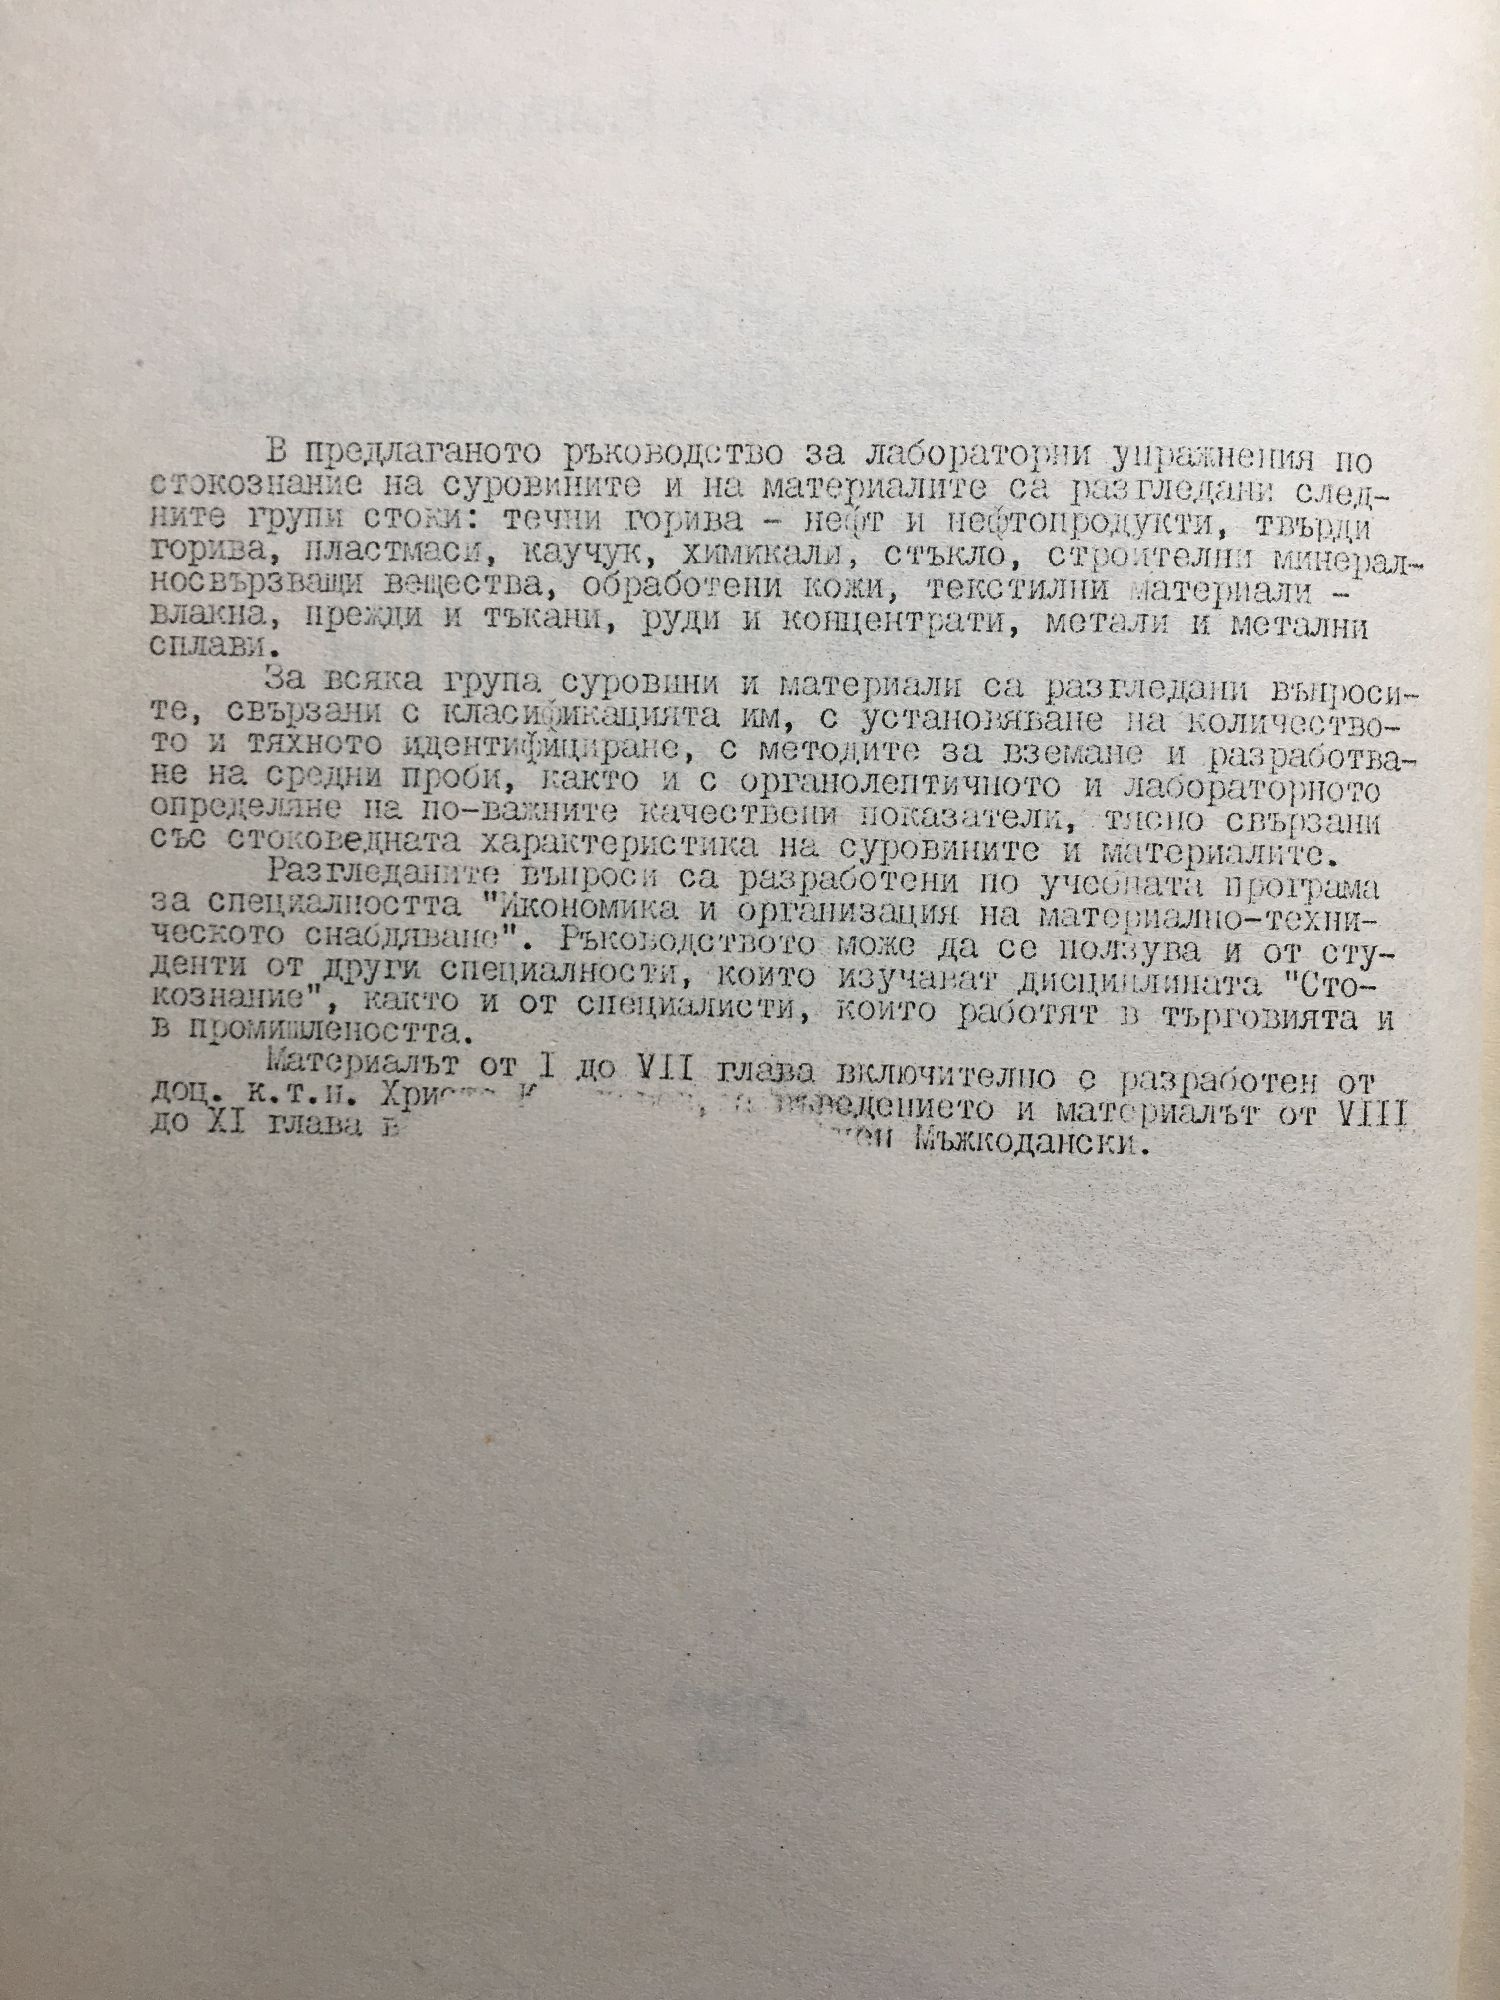 В предлаганото ръководство за лабораторни упражнения по
стокознание на суровините и на материалите са разгледани след-
ните групи стоки: течни горива - нефт и нефтопродукти, твърди
горива, пластмаси, каучук, химикали, стъкло, строителни минерал-
носвързващи вещества, обработени кожи, текстилни материали -
влакна, прежди и тъкани, руди и концентрати, метали и метални
сплави.
За всяка група суровини и материали са разгледани въпроси-
те, свързани с класификацията им, с установяване на количество-
то и тяхното идентифициране, с методите за вземане и разработва-
не на средни проби, както и с органолептичното и лабораторното
определяне на по-важните качествени показатели, тясно свързани
със стоковедната характеристика на суровините и материалите.
Разгледаните въпроси са разработени по учебната програма
за специалността "Икономика и организация на материално-техни-
ческото снабдяване". Ръководството може да се ползува и от сту-
денти от други специалности, които изучават дисциплината "Сто-
кознание", както и от специалисти, които работят в търговията и
в промишлеността.
Материалът от I до VII глава включително е разработен от
доц. к.т.н. въведението и материалът от VIII
до XI глава Мъжкодански.